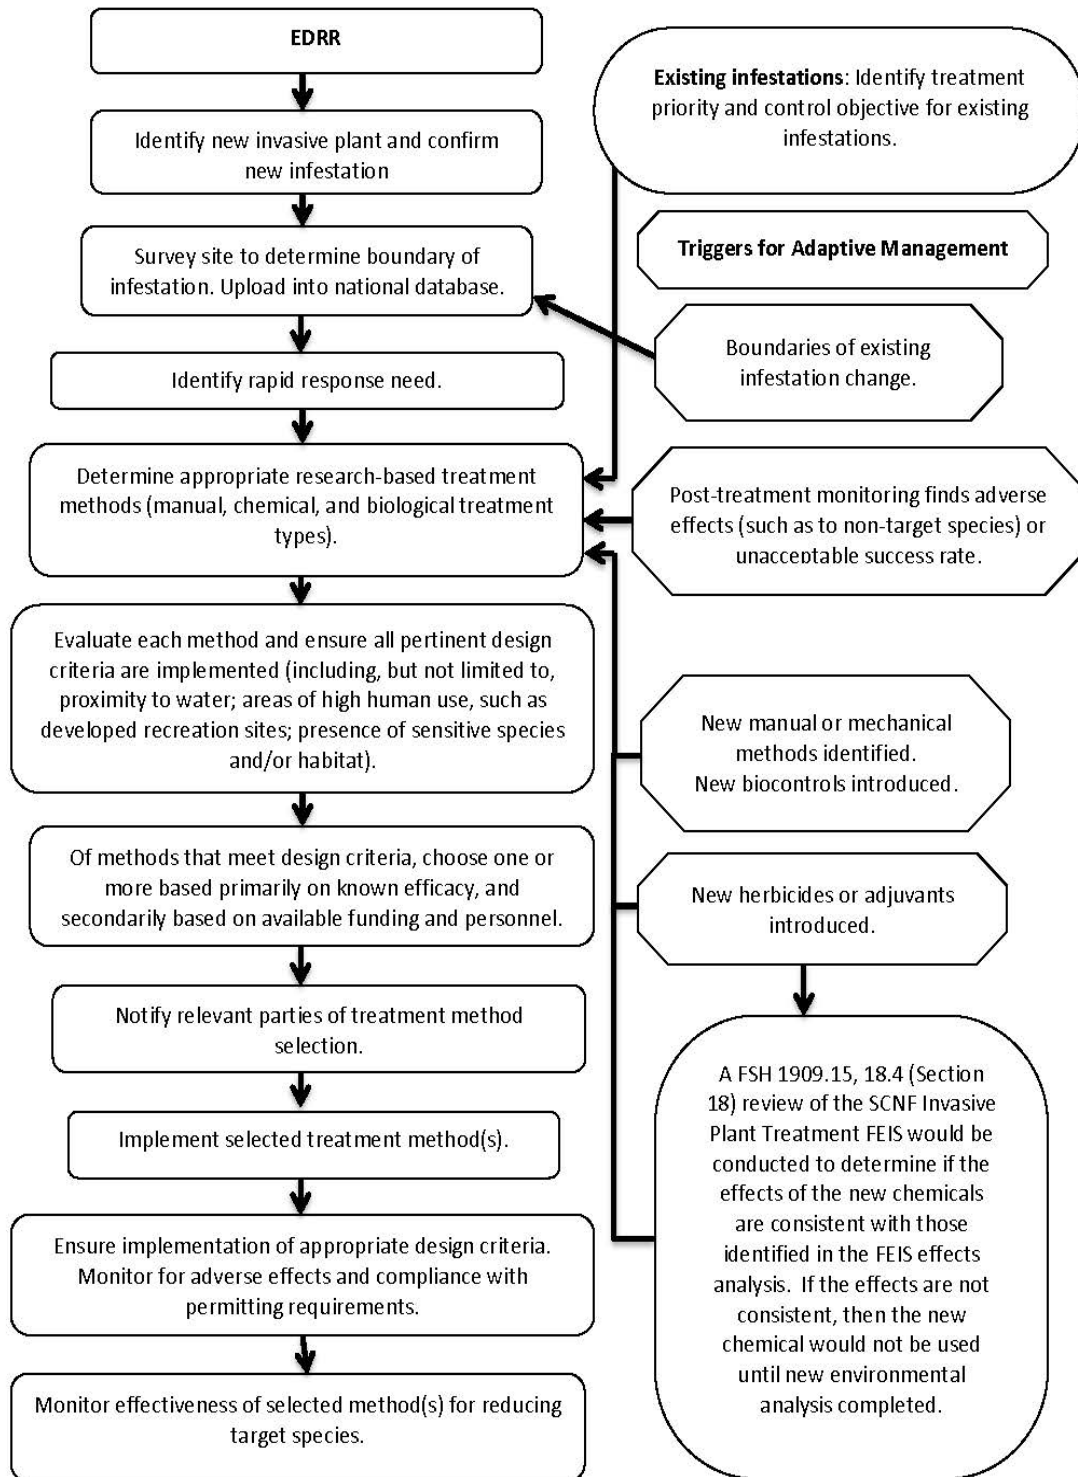 EDRR
Identify new invasive plant and confirm
new infestation
Survey site to determine boundary of
infestation. Upload into national database.
Identify rapid response need.
Determine appropriate research-based treatment
methods (manual, chemical, and biological treatment
types).
Evaluate each method and ensure all pertinent design
criteria are implemented (including, but not limited to,
proximity to water; areas of high human use, such as
developed recreation sites; presence of sensitive species
and/or habitat).
Of methods that meet design criteria, choose one or
more based primarily on known efficacy, and
secondarily based on available funding and personnel.
Notify relevant parties of treatment method
selection.
Implement selected treatment method(s).
Ensure implementation of appropriate design criteria.
Monitor for adverse effects and compliance with
permitting requirements.
Monitor effectiveness of selected method(s) for reducing
target species.
Existing infestations: Identify treatment
priority and control objective for existing
infestations.
Triggers for Adaptive Management
Boundaries of existing
infestation change.
Post-treatment monitoring finds adverse
effects (such as to non-target species) or
unacceptable success rate.
New manual or mechanical
methods identified.
New biocontrols introduced.
New herbicides or adjuvants
introduced.
A FSH 1909.15, 18.4 (Section
18) review of the SCNF Invasive
Plant Treatment FEIS would be
conducted to determine if the
effects of the new chemicals
are consistent with those
identified in the FEIS effects
analysis. If the effects are not
consistent, then the new
chemical would not be used
until new environmental
analysis completed.